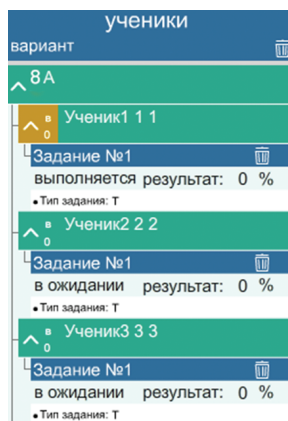 ученики
вариант
8 А
в Ученик1 1 1
0
Задание №1
выполняется результат: 0 %
• Тип задания: Т
в Ученик2 2 2
0
Задание №1
в ожидании результат: 0 %
• Тип задания: Т
в Ученик3 3 3
0
Задание №1
в ожидании результат: 0 %
• Тип задания: Т